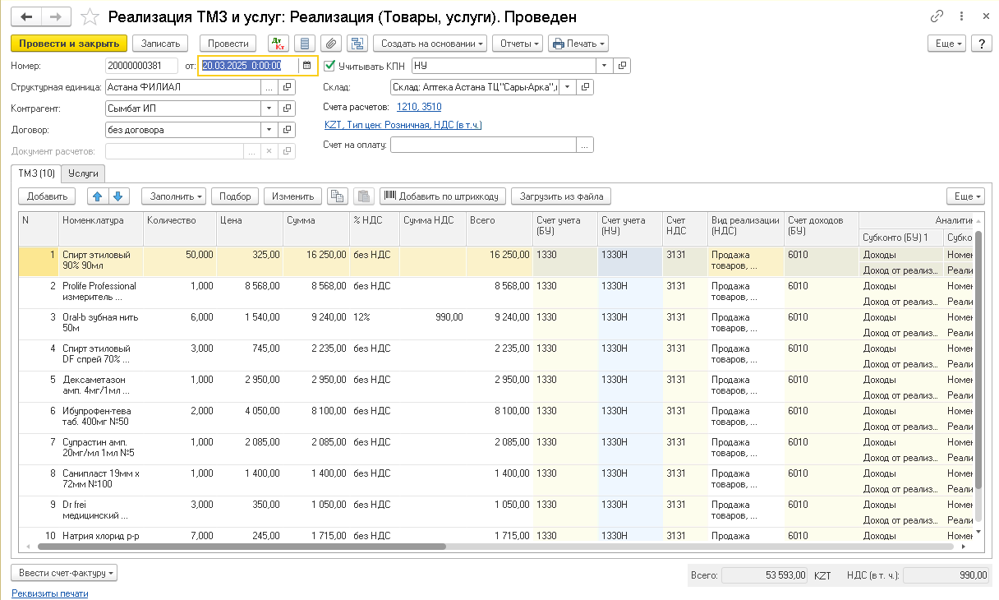 Реализация ТМЗ и услуг: Реализация (Товары, услуги). Проведен
Провести и закрыть Записать Провести Дт Кт Создать на основании Отчеты Печать Еще ?
Номер: 20000000381 от: 20.03.2025 0:00:00 Учитывать КПН НУ
Структурная единица: Астана ФИЛИАЛ Склад: Склад: Аптека Астана ТЦ"Сары-Арка",
Контрагент: Сымбат ИП Счета расчетов: 1210, 3510
Договор: без договора KZT, Тип цен: Розничная, НДС (в т.ч.)
Документ расчетов: Счет на оплату:
ТМЗ (10) Услуги
Добавить Заполнить Подбор Изменить Добавить по штрихкоду Загрузить из файла Еще
N Номенклатура Количество Цена Сумма % НДС Сумма НДС Всего Счет учета (БУ) Счет учета (НУ) Счет НДС Вид реализации (НДС) Счет доходов (БУ) Аналитик
Субконто (БУ) 1 Субко
1 Спирт этиловый 50,000 325,00 16 250,00 без НДС 16 250,00 1330 1330Н 3131 Продажа 6010 Доходы Номен
90% 90мл товаров, ... Доход от реализ... Реали
2 Prolife Professional 1,000 8 568,00 8 568,00 без НДС 8 568,00 1330 1330Н 3131 Продажа 6010 Доходы Номен
измеритель ... товаров, ... Доход от реализ... Реали
3 Oral-b зубная нить 6,000 1 540,00 9 240,00 12% 990,00 9 240,00 1330 1330Н 3131 Продажа 6010 Доходы Номен
50м товаров, ... Доход от реализ... Реали
4 Спирт этиловый 3,000 745,00 2 235,00 без НДС 2 235,00 1330 1330Н 3131 Продажа 6010 Доходы Номен
DF спрей 70% ... товаров, ... Доход от реализ... Реали
5 Дексаметазон 1,000 2 950,00 2 950,00 без НДС 2 950,00 1330 1330Н 3131 Продажа 6010 Доходы Номен
амп. 4мг/1мл ... товаров, ... Доход от реализ... Реали
6 Ибупрофен-тева 2,000 4 050,00 8 100,00 без НДС 8 100,00 1330 1330Н 3131 Продажа 6010 Доходы Номен
таб. 400мг №50 товаров, ... Доход от реализ... Реали
7 Супрастин амп. 1,000 2 085,00 2 085,00 без НДС 2 085,00 1330 1330Н 3131 Продажа 6010 Доходы Номен
20мг/мл 1мл №5 товаров, ... Доход от реализ... Реали
8 Санипласт 19мм х 1,000 1 400,00 1 400,00 без НДС 1 400,00 1330 1330Н 3131 Продажа 6010 Доходы Номен
72мм №100 товаров, ... Доход от реализ... Реали
9 Dr frei 3,000 350,00 1 050,00 без НДС 1 050,00 1330 1330Н 3131 Продажа 6010 Доходы Номен
медицинский ... товаров, ... Доход от реализ... Реали
10 Натрия хлорид р-р 7,000 245,00 1 715,00 без НДС 1 715,00 1330 1330Н 3131 Продажа 6010 Доходы Номен
Ввести счет-фактуру Всего: 53 593,00 KZT НДС (в т. ч.): 990,00
Реквизиты печати